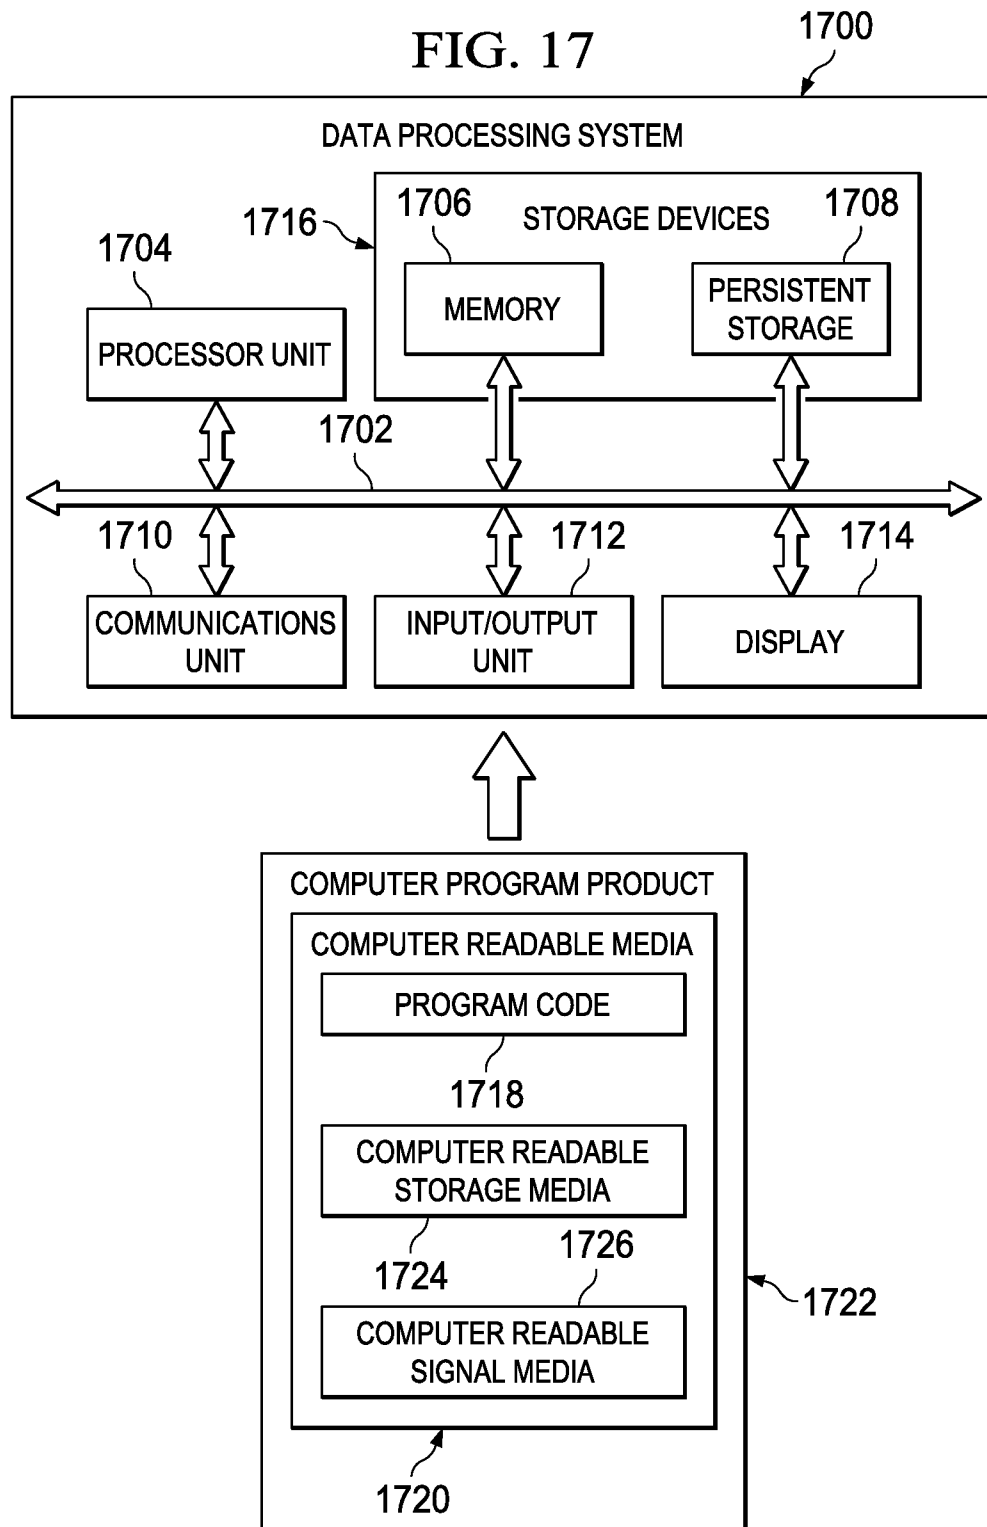 FIG. 17
1700
DATA PROCESSING SYSTEM
1716
1706
STORAGE DEVICES
1708
1704
MEMORY
PERSISTENT
STORAGE
PROCESSOR UNIT
1702
1710
1712
1714
COMMUNICATIONS
UNIT
INPUT/OUTPUT
UNIT
DISPLAY
COMPUTER PROGRAM PRODUCT
COMPUTER READABLE MEDIA
PROGRAM CODE
1718
COMPUTER READABLE
STORAGE MEDIA
1724
1726
COMPUTER READABLE
SIGNAL MEDIA
1722
1720